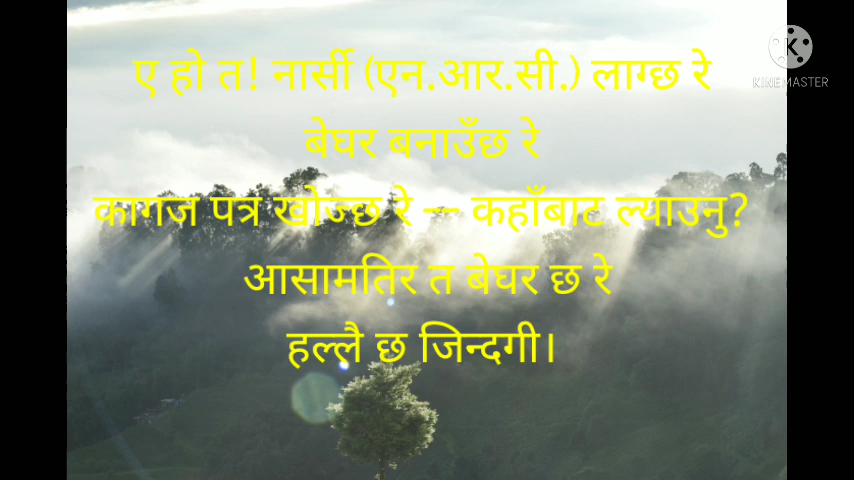 ए हो त! नार्सी (एन.आर.सी.) लाग्छ रे
बेघर बनाउँछ रे
कागज पत्र खोज्छ रे — कहाँबाट ल्याउनु?
आसामतिर त बेघर छ रे
हल्लै छ जिन्दगी।
K
KINEMASTER